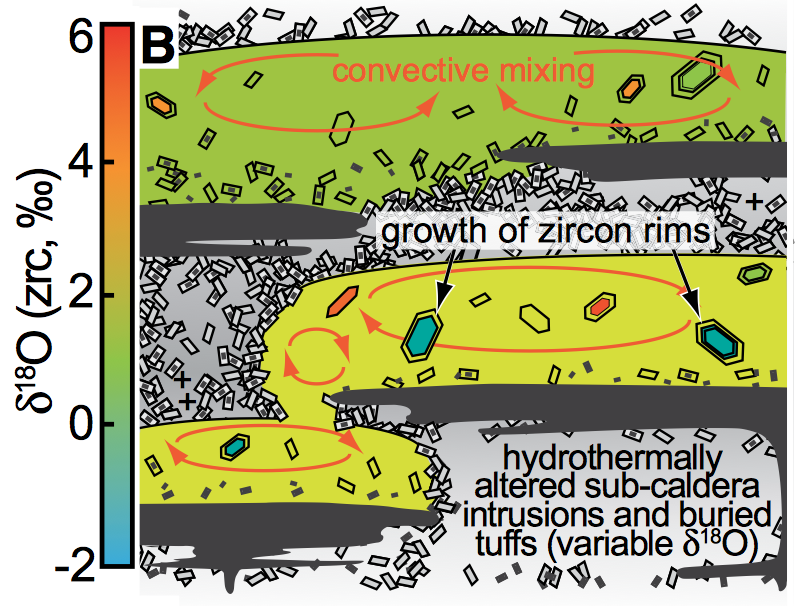 B
6
4
2
0
-2
δ¹⁸O (zrc, ‰)
convective mixing
growth of zircon rims
hydrothermally
altered sub-caldera
intrusions and buried
tuffs (variable δ¹⁸O)
+
+
+